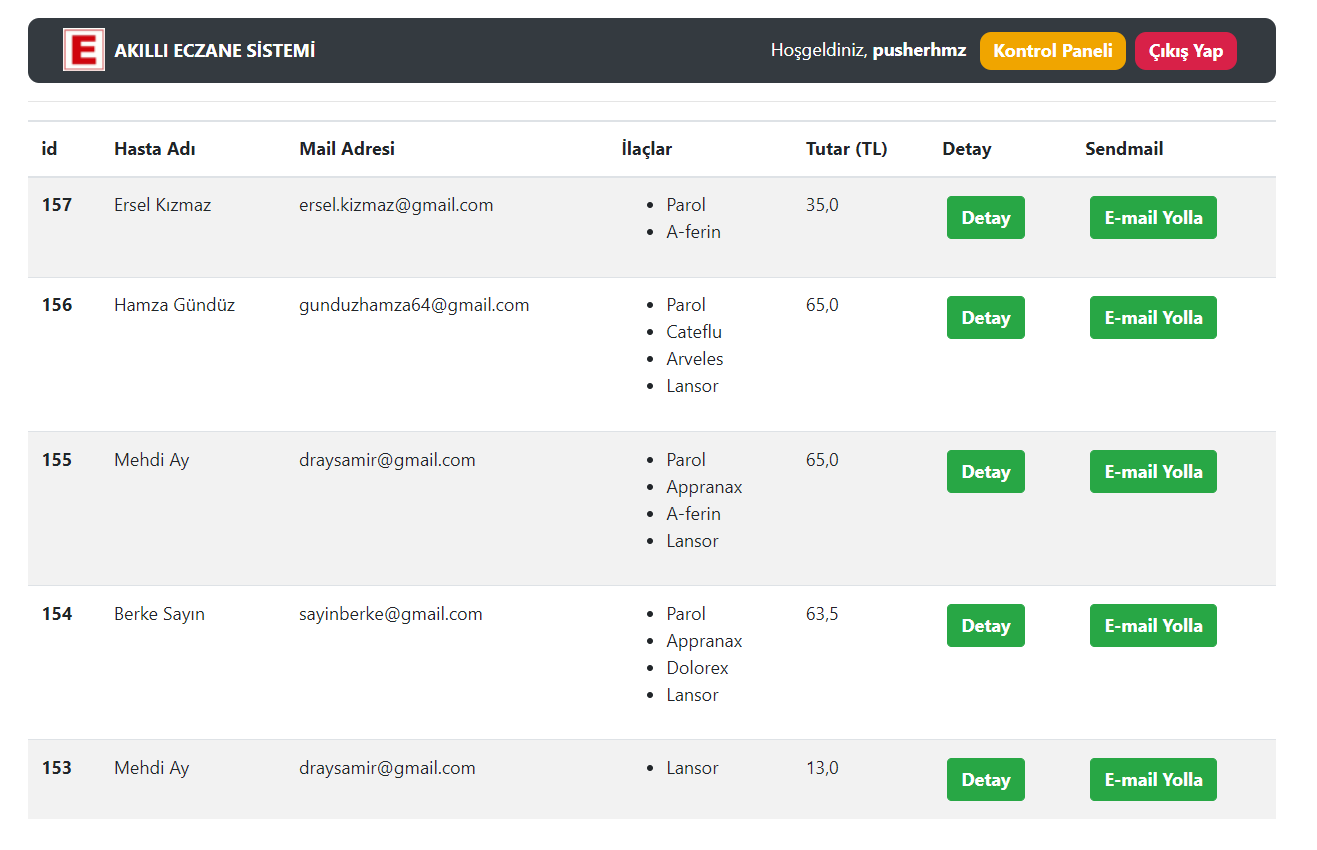 E AKILLI ECZANE SİSTEMİ Hoşgeldiniz, pusherhmz Kontrol Paneli Çıkış Yap
id Hasta Adı Mail Adresi İlaçlar Tutar (TL) Detay Sendmail
157 Ersel Kızmaz ersel.kizmaz@gmail.com Parol 35,0 Detay E-mail Yolla
A-ferin
156 Hamza Gündüz gunduzhamza64@gmail.com Parol 65,0 Detay E-mail Yolla
Cateflu
Arveles
Lansor
155 Mehdi Ay draysamir@gmail.com Parol 65,0 Detay E-mail Yolla
Appranax
A-ferin
Lansor
154 Berke Sayın sayinberke@gmail.com Parol 63,5 Detay E-mail Yolla
Appranax
Dolorex
Lansor
153 Mehdi Ay draysamir@gmail.com Lansor 13,0 Detay E-mail Yolla